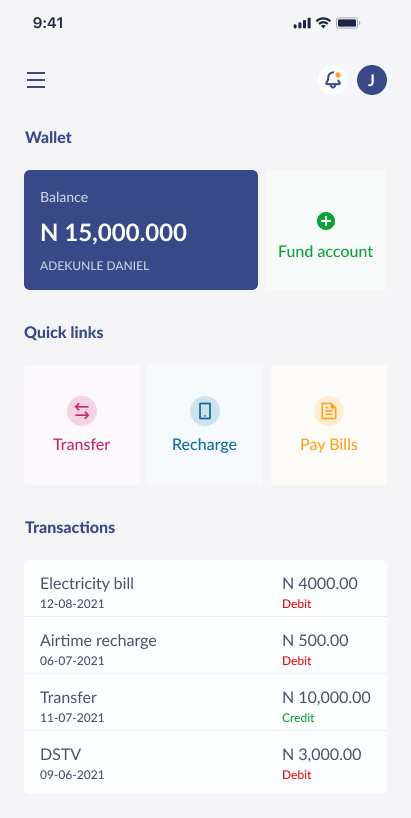 9:41
J
Wallet
Balance
N 15,000.000
ADEKUNLE DANIEL
Fund account
Quick links
Transfer
Recharge
Pay Bills
Transactions
Electricity bill
N 4000.00
12-08-2021
Debit
Airtime recharge
N 500.00
06-07-2021
Debit
Transfer
N 10,000.00
11-07-2021
Credit
DSTV
N 3,000.00
09-06-2021
Debit